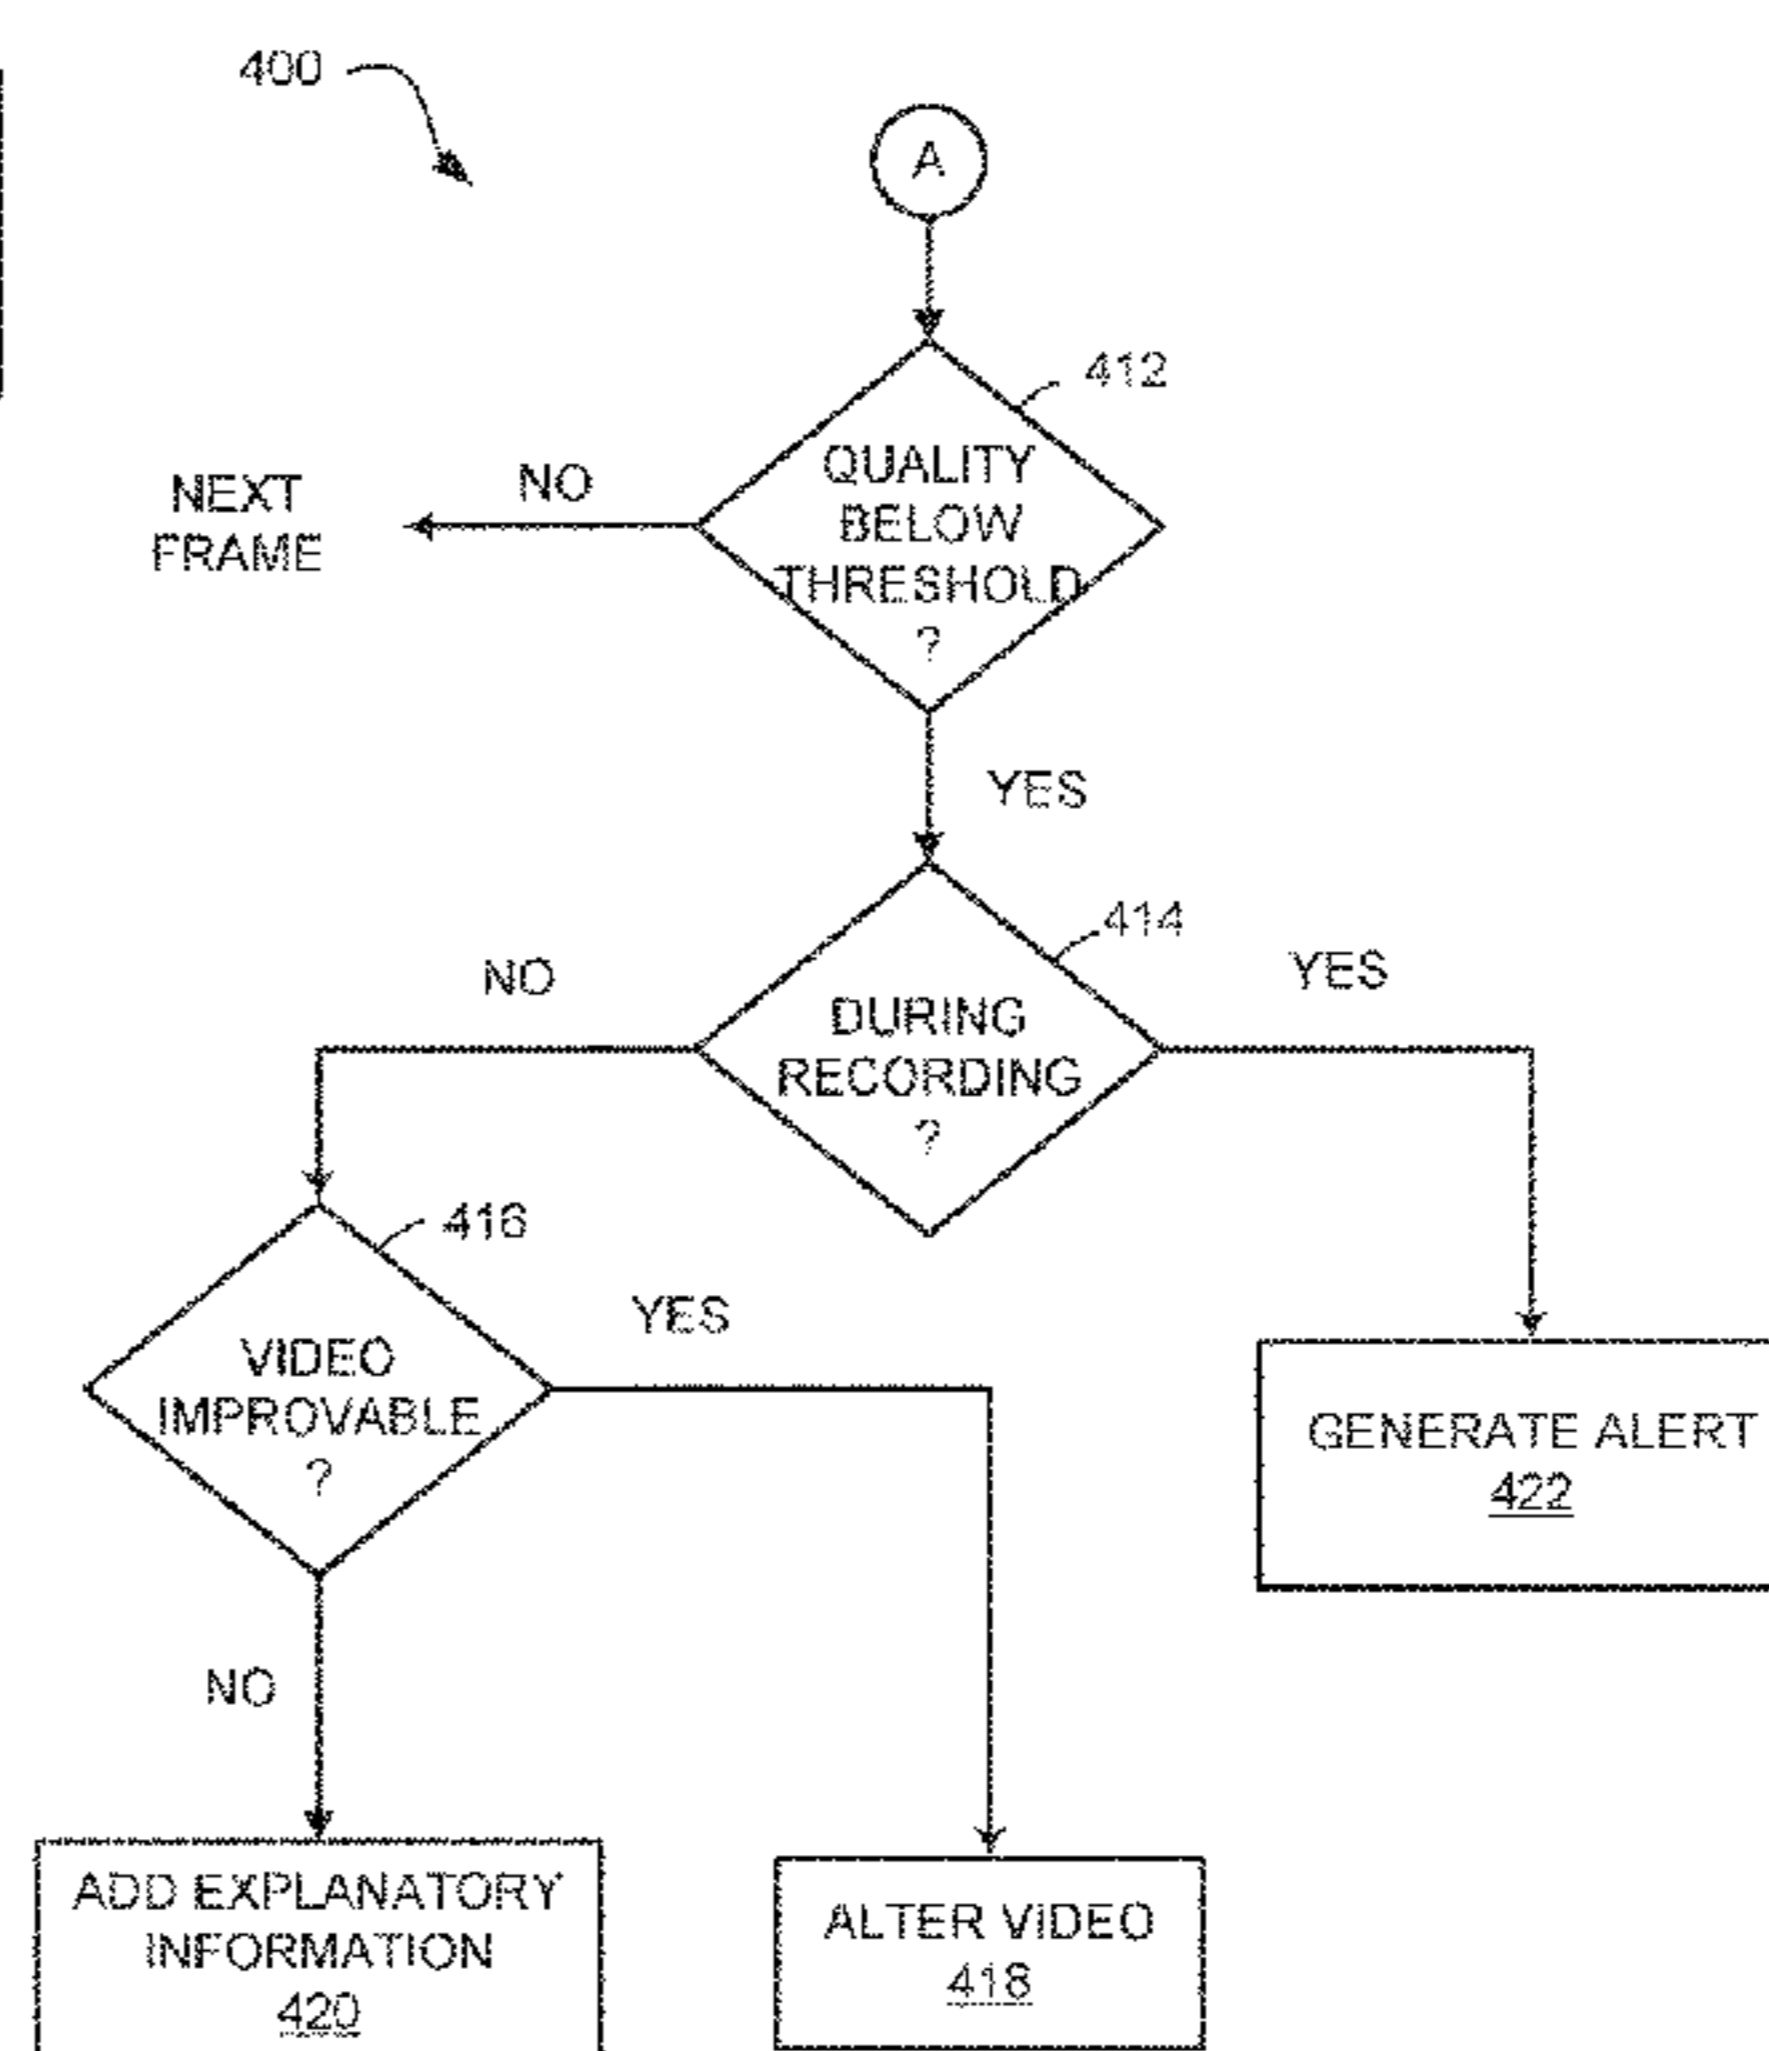 400
A
412
QUALITY
BELOW
THRESHOLD
?
NO
NEXT
FRAME
YES
414
DURING
RECORDING
?
NO
YES
416
VIDEO
IMPROVABLE
?
YES
GENERATE ALERT
422
NO
ADD EXPLANATORY
INFORMATION
420
ALTER VIDEO
418